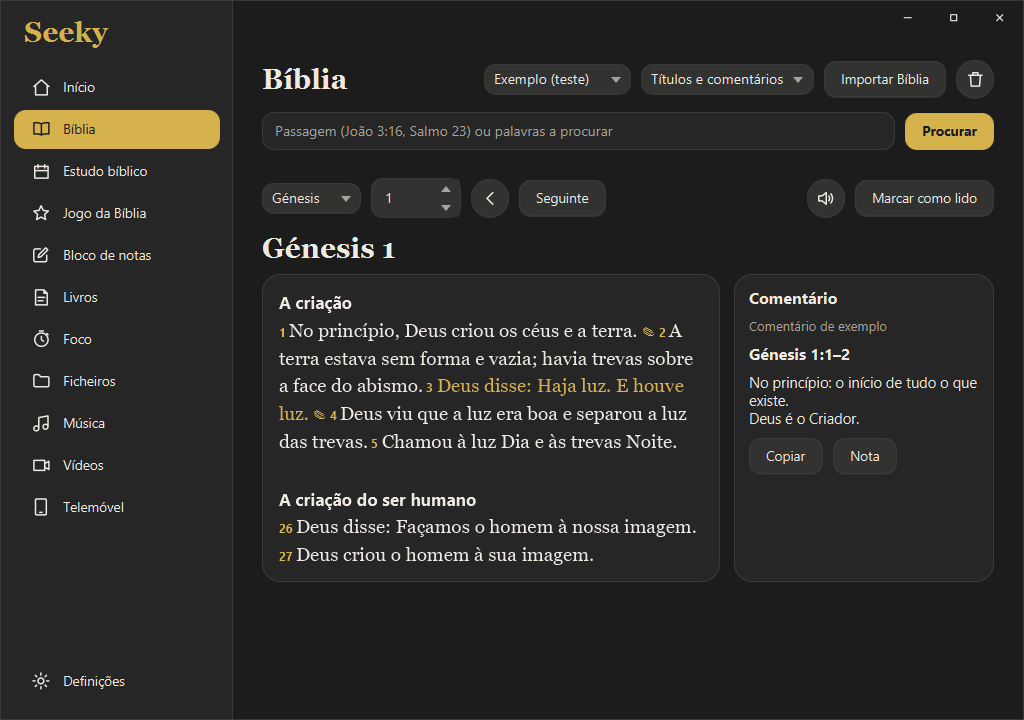 Seeky
Início
Bíblia
Estudo bíblico
Jogo da Bíblia
Bloco de notas
Livros
Foco
Ficheiros
Música
Vídeos
Telemóvel
Definições
Bíblia
Exemplo (teste)
Títulos e comentários
Importar Bíblia
Passagem (João 3:16, Salmo 23) ou palavras a procurar
Procurar
Génesis
1
Seguinte
Marcar como lido
Génesis 1
A criação
1 No princípio, Deus criou os céus e a terra. ✎ 2 A
terra estava sem forma e vazia; havia trevas sobre
a face do abismo. 3 Deus disse: Haja luz. E houve
luz. ✎ 4 Deus viu que a luz era boa e separou a luz
das trevas. 5 Chamou à luz Dia e às trevas Noite.
A criação do ser humano
26 Deus disse: Façamos o homem à nossa imagem.
27 Deus criou o homem à sua imagem.
Comentário
Comentário de exemplo
Génesis 1:1–2
No princípio: o início de tudo o que
existe.
Deus é o Criador.
Copiar
Nota